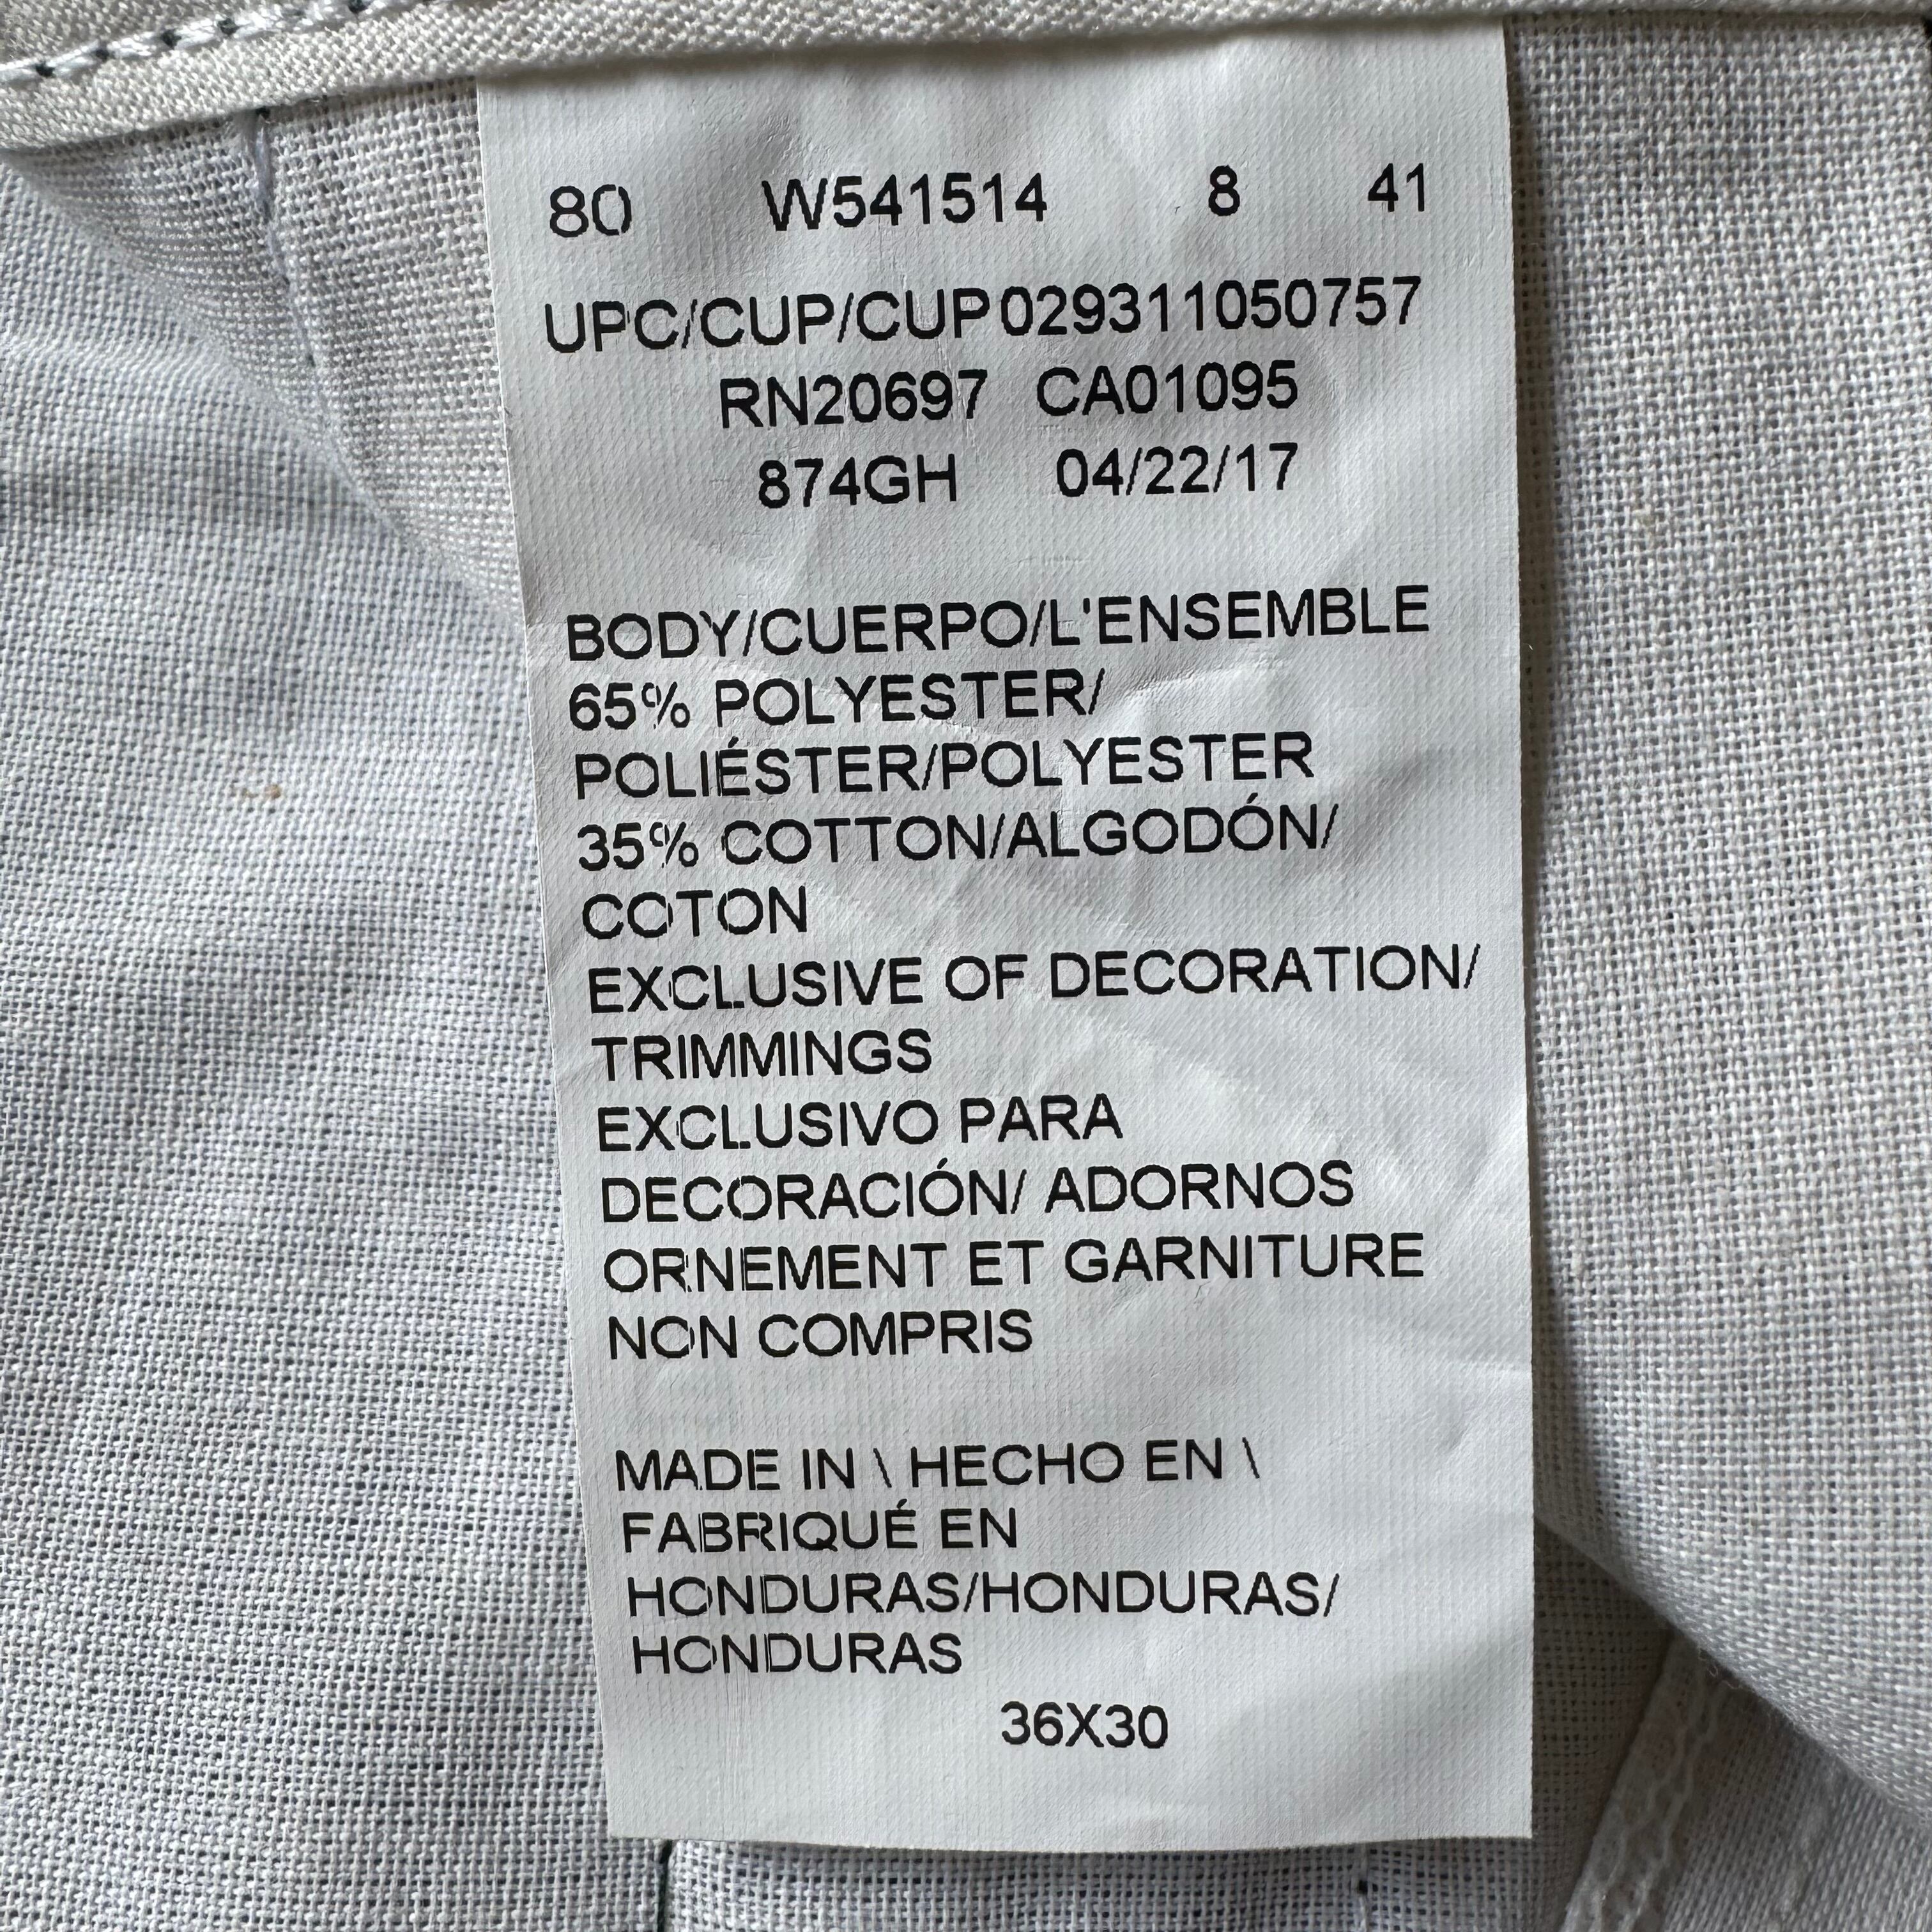 80 W541514 8 41
UPC/CUP/CUP 029311050757
RN20697 CA01095
874GH 04/22/17
BODY/CUERPO/L'ENSEMBLE
65% POLYESTER/
POLIÉSTER/POLYESTER
35% COTTON/ALGODÓN/
COTON
EXCLUSIVE OF DECORATION/
TRIMMINGS
EXCLUSIVO PARA
DECORACIÓN/ ADORNOS
ORNEMENT ET GARNITURE
NON COMPRIS
MADE IN \ HECHO EN \
FABRIQUÉ EN
HONDURAS/HONDURAS/
HONDURAS
36X30